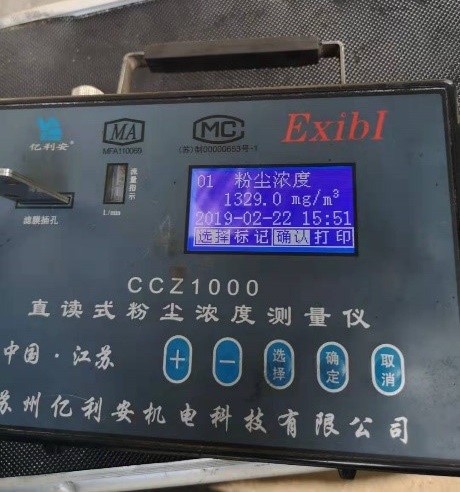 亿利安®
MA
MFA110069
MC
(苏)制00000653号-1
ExibI
流量指示
L/min
滤膜插孔
01 粉尘浓度
1329.0 mg/m³
2019-02-22 15:51
选择标记 确认打印
CCZ1000
直读式粉尘浓度测量仪
中国·江苏
+
−
选择
确定
取消
苏州亿利安机电科技有限公司